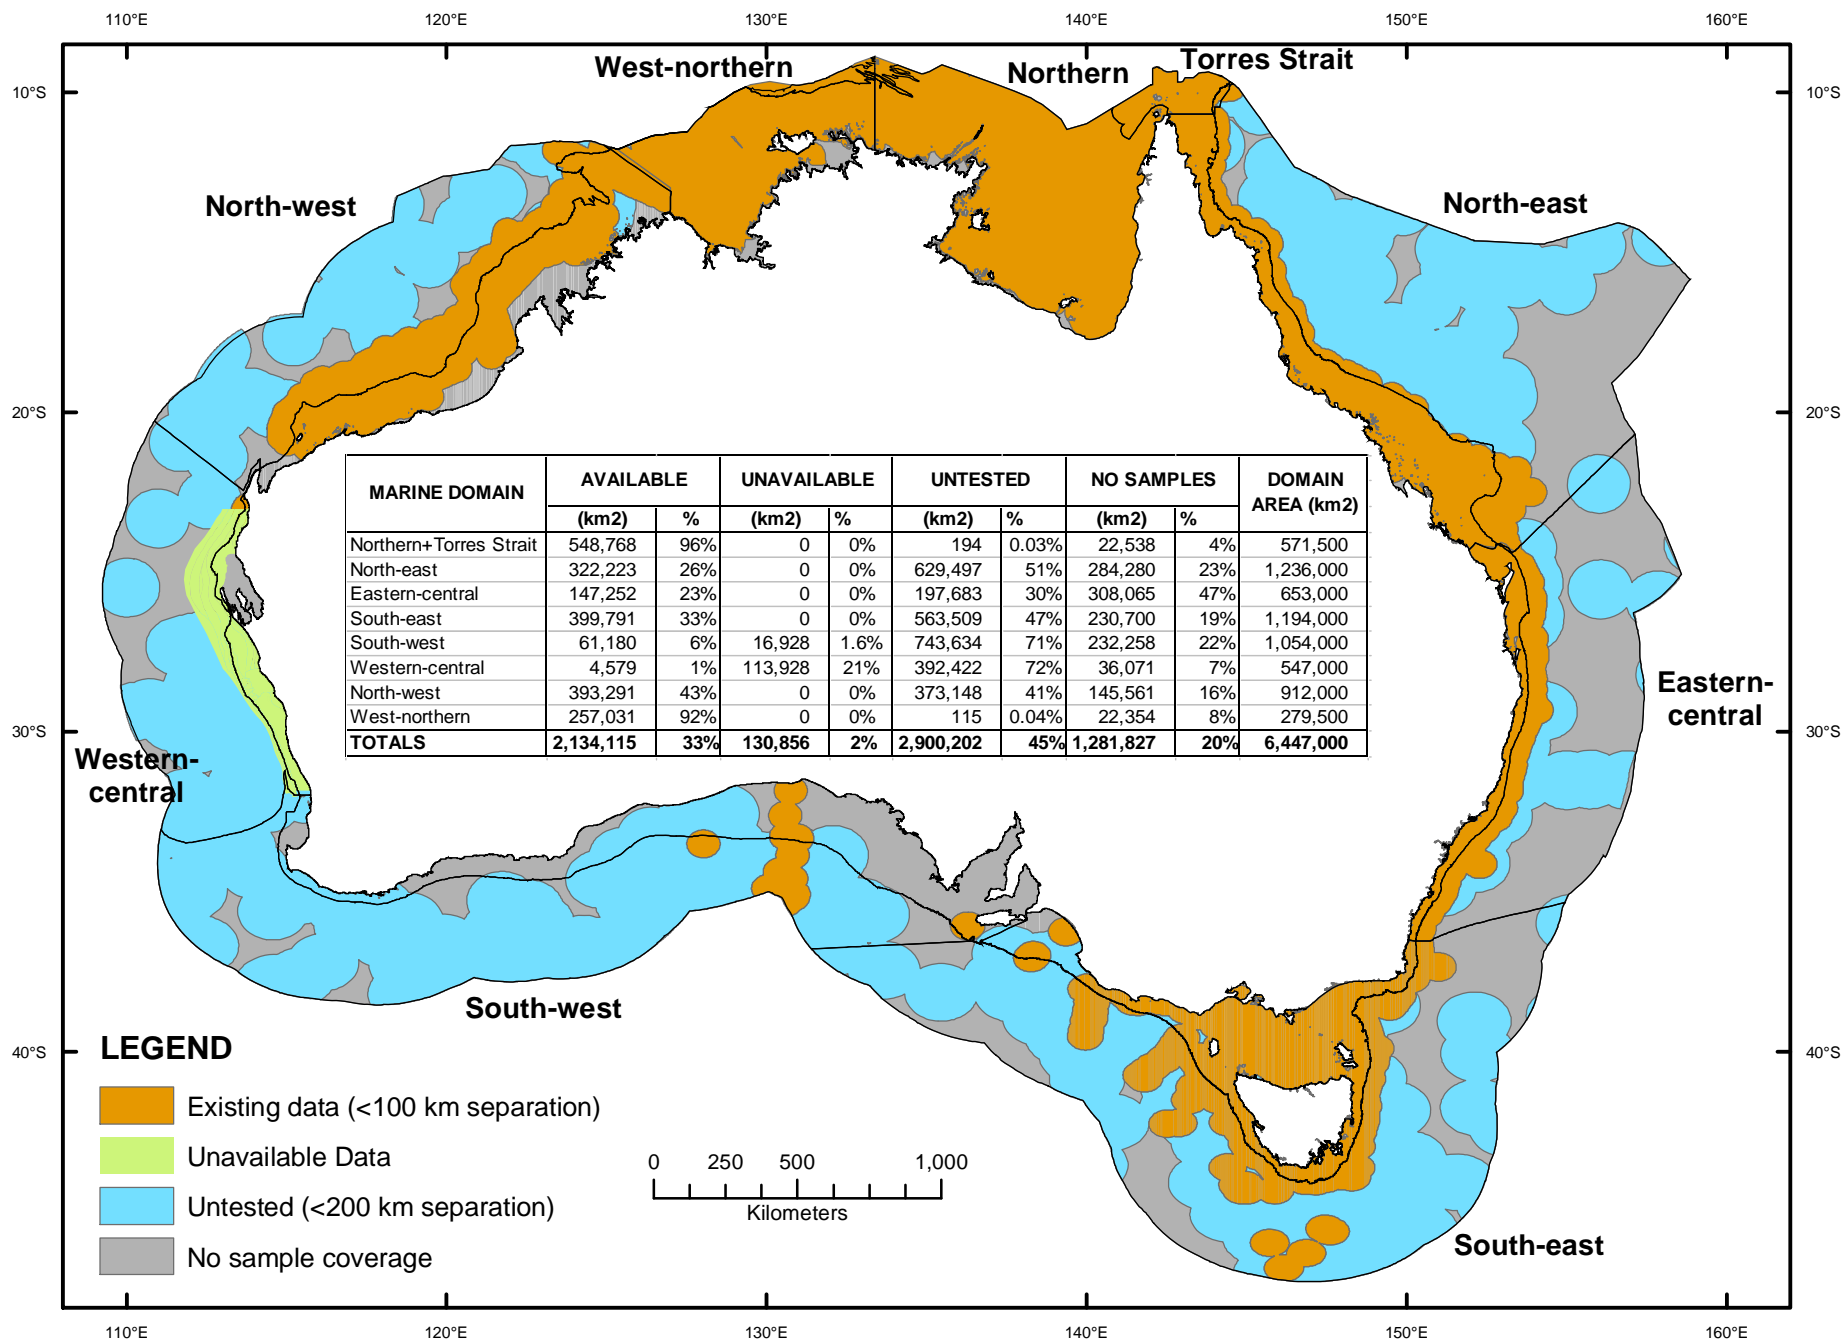 110°E 120°E 130°E 140°E 150°E 160°E
West-northern
Northern
Torres Strait
10°S
10°S
North-west
North-east
20°S
20°S
MARINE DOMAIN AVAILABLE UNAVAILABLE UNTESTED NO SAMPLES DOMAIN AREA (km2)
(km2) % (km2) % (km2) % (km2) %
Northern+Torres Strait 548,768 96% 0 0% 194 0.03% 22,538 4% 571,500
North-east 322,223 26% 0 0% 629,497 51% 284,280 23% 1,236,000
Eastern-central 147,252 23% 0 0% 197,683 30% 308,065 47% 653,000
South-east 399,791 33% 0 0% 563,509 47% 230,700 19% 1,194,000
South-west 61,180 6% 16,928 1.6% 743,634 71% 232,258 22% 1,054,000
Western-central 4,579 1% 113,928 21% 392,422 72% 36,071 7% 547,000
North-west 393,291 43% 0 0% 373,148 41% 145,561 16% 912,000
West-northern 257,031 92% 0 0% 115 0.04% 22,354 8% 279,500
TOTALS 2,134,115 33% 130,856 2% 2,900,202 45% 1,281,827 20% 6,447,000
Eastern-
central
30°S
30°S
Western-
central
South-west
LEGEND
40°S
40°S
Existing data (<100 km separation)
Unavailable Data
Untested (<200 km separation)
No sample coverage
0 250 500 1,000
Kilometers
South-east
110°E 120°E 130°E 140°E 150°E 160°E